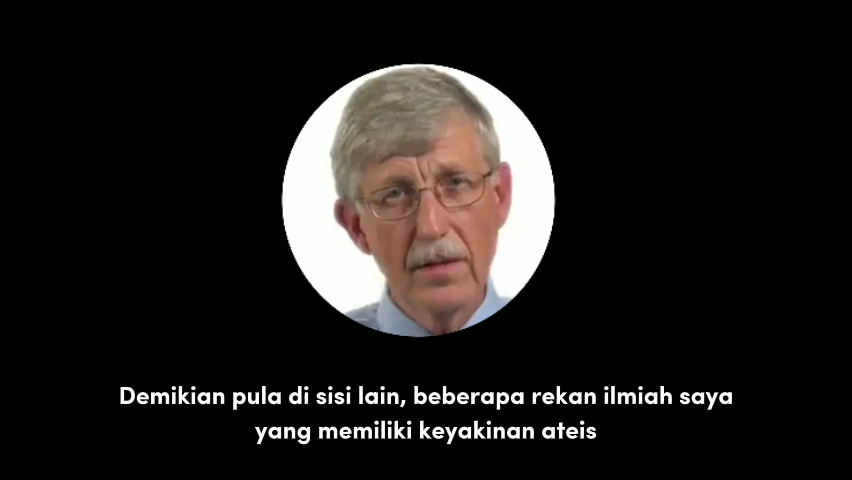 Demikian pula di sisi lain, beberapa rekan ilmiah saya
yang memiliki keyakinan ateis